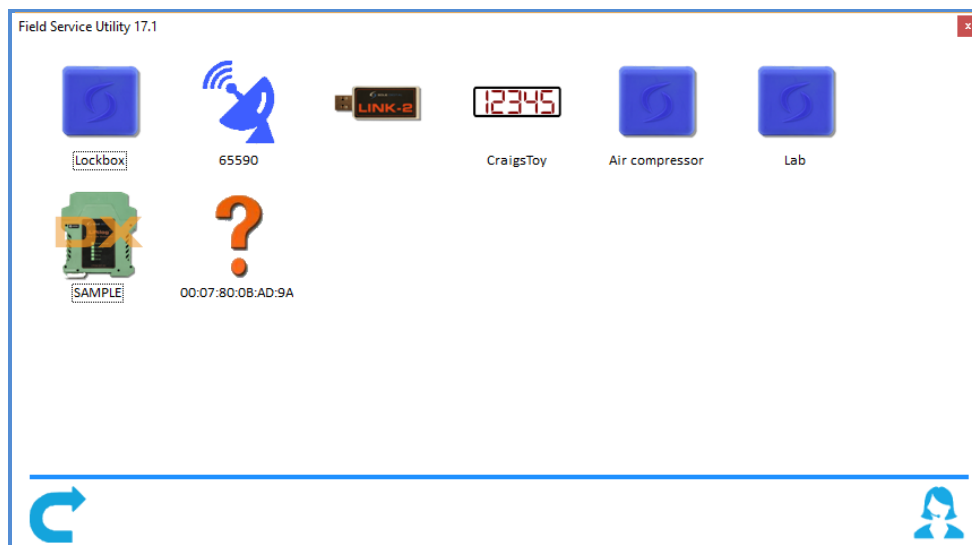 Field Service Utility 17.1
x
LINK-2
12345
Lockbox
65590
CraigsToy
Air compressor
Lab
DX
SAMPLE
00:07:80:0B:AD:9A